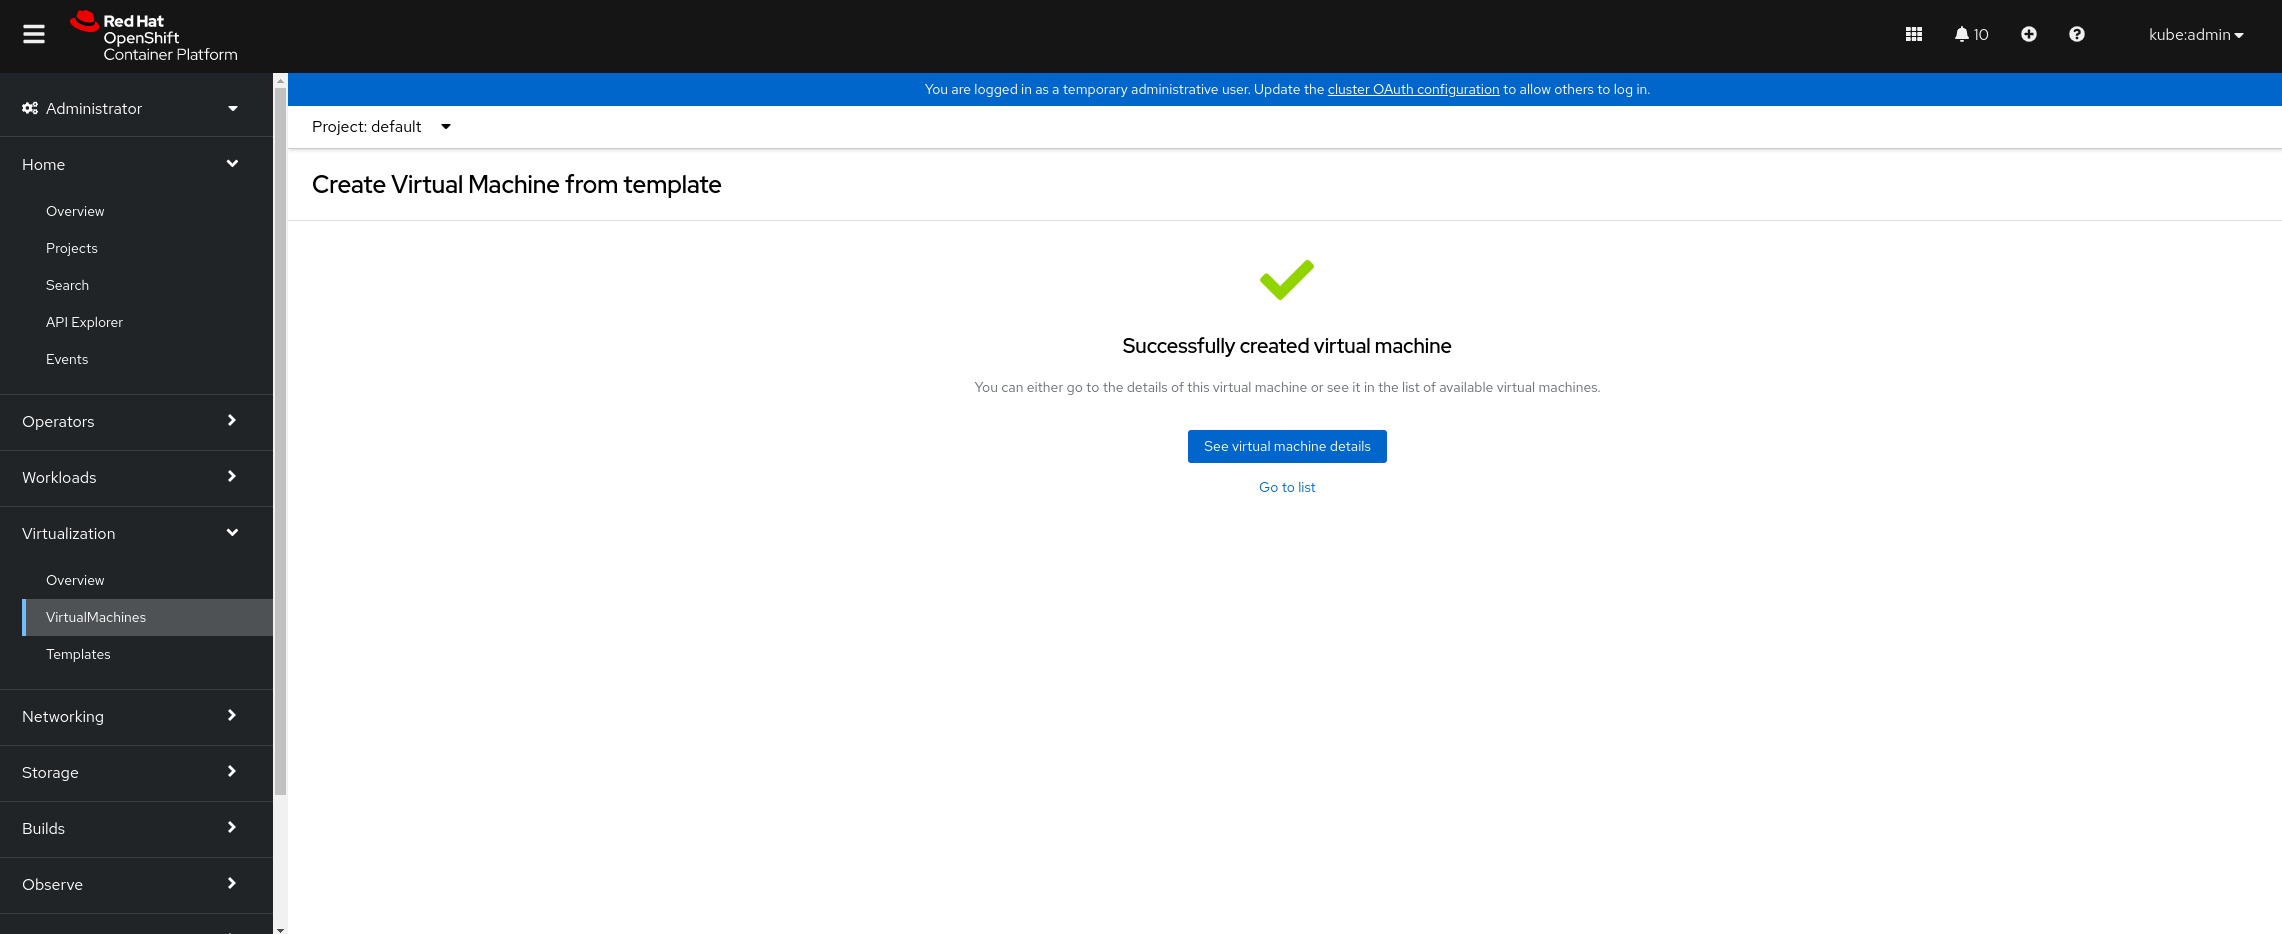 Red Hat
OpenShift
Container Platform
10
kube:admin
Administrator
Home
Overview
Projects
Search
API Explorer
Events
Operators
Workloads
Virtualization
Overview
VirtualMachines
Templates
Networking
Storage
Builds
Observe
You are logged in as a temporary administrative user. Update the cluster OAuth configuration to allow others to log in.
Project: default
Create Virtual Machine from template
Successfully created virtual machine
You can either go to the details of this virtual machine or see it in the list of available virtual machines.
See virtual machine details
Go to list